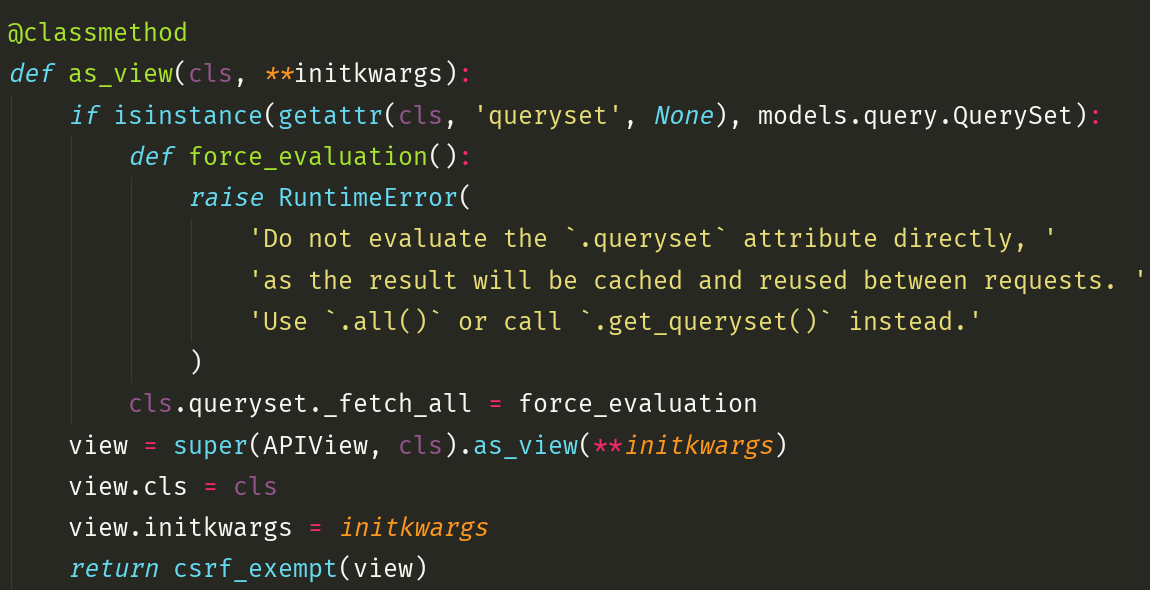 @classmethod
def as_view(cls, **initkwargs):
    if isinstance(getattr(cls, 'queryset', None), models.query.QuerySet):
        def force_evaluation():
            raise RuntimeError(
                'Do not evaluate the `.queryset` attribute directly, '
                'as the result will be cached and reused between requests. '
                'Use `.all()` or call `.get_queryset()` instead.'
            )
        cls.queryset._fetch_all = force_evaluation
    view = super(APIView, cls).as_view(**initkwargs)
    view.cls = cls
    view.initkwargs = initkwargs
    return csrf_exempt(view)